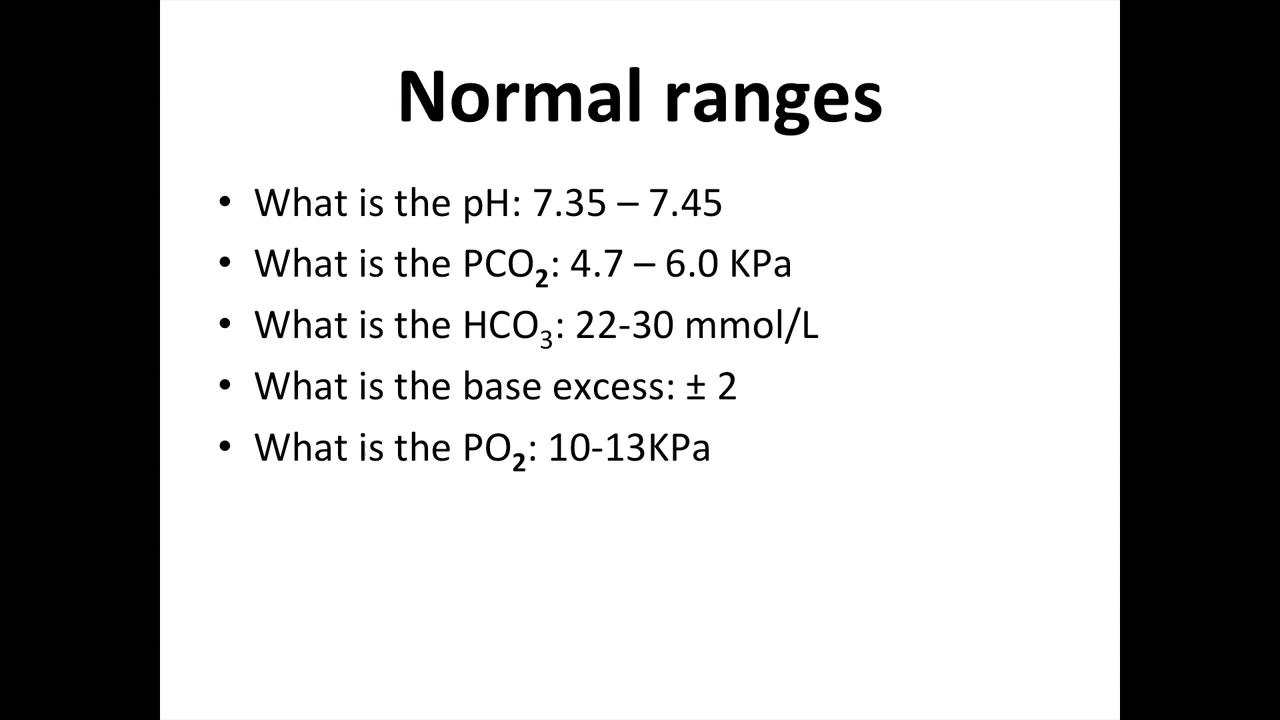 Normal ranges
• What is the pH: 7.35 – 7.45
• What is the PCO₂: 4.7 – 6.0 KPa
• What is the HCO₃: 22-30 mmol/L
• What is the base excess: ± 2
• What is the PO₂: 10-13KPa